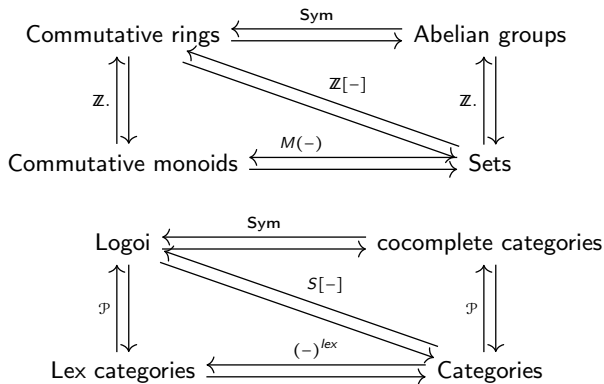 Sym
Commutative rings Abelian groups
ℤ. ℤ[−] ℤ.
M(−)
Commutative monoids Sets
Sym
Logoi cocomplete categories
𝒫 S[−] 𝒫
(−)^lex
Lex categories Categories